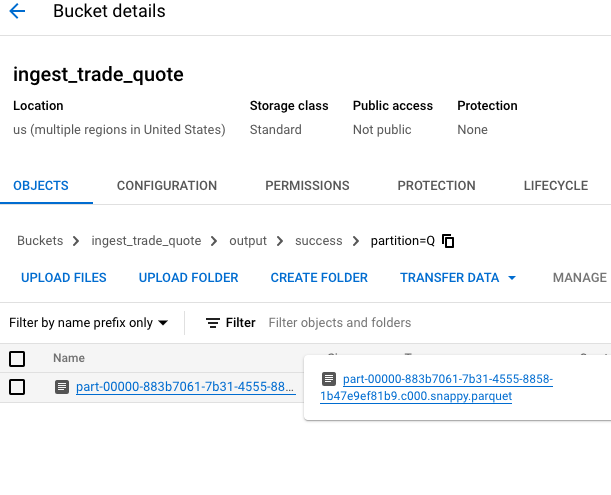 Bucket details
ingest_trade_quote
Location Storage class Public access Protection
us (multiple regions in United States) Standard Not public None
OBJECTS CONFIGURATION PERMISSIONS PROTECTION LIFECYCLE
Buckets > ingest_trade_quote > output > success > partition=Q
UPLOAD FILES UPLOAD FOLDER CREATE FOLDER TRANSFER DATA MANAGE
Filter by name prefix only Filter Filter objects and folders
Name
part-00000-883b7061-7b31-4555-88... part-00000-883b7061-7b31-4555-8858-
1b47e9ef81b9.c000.snappy.parquet